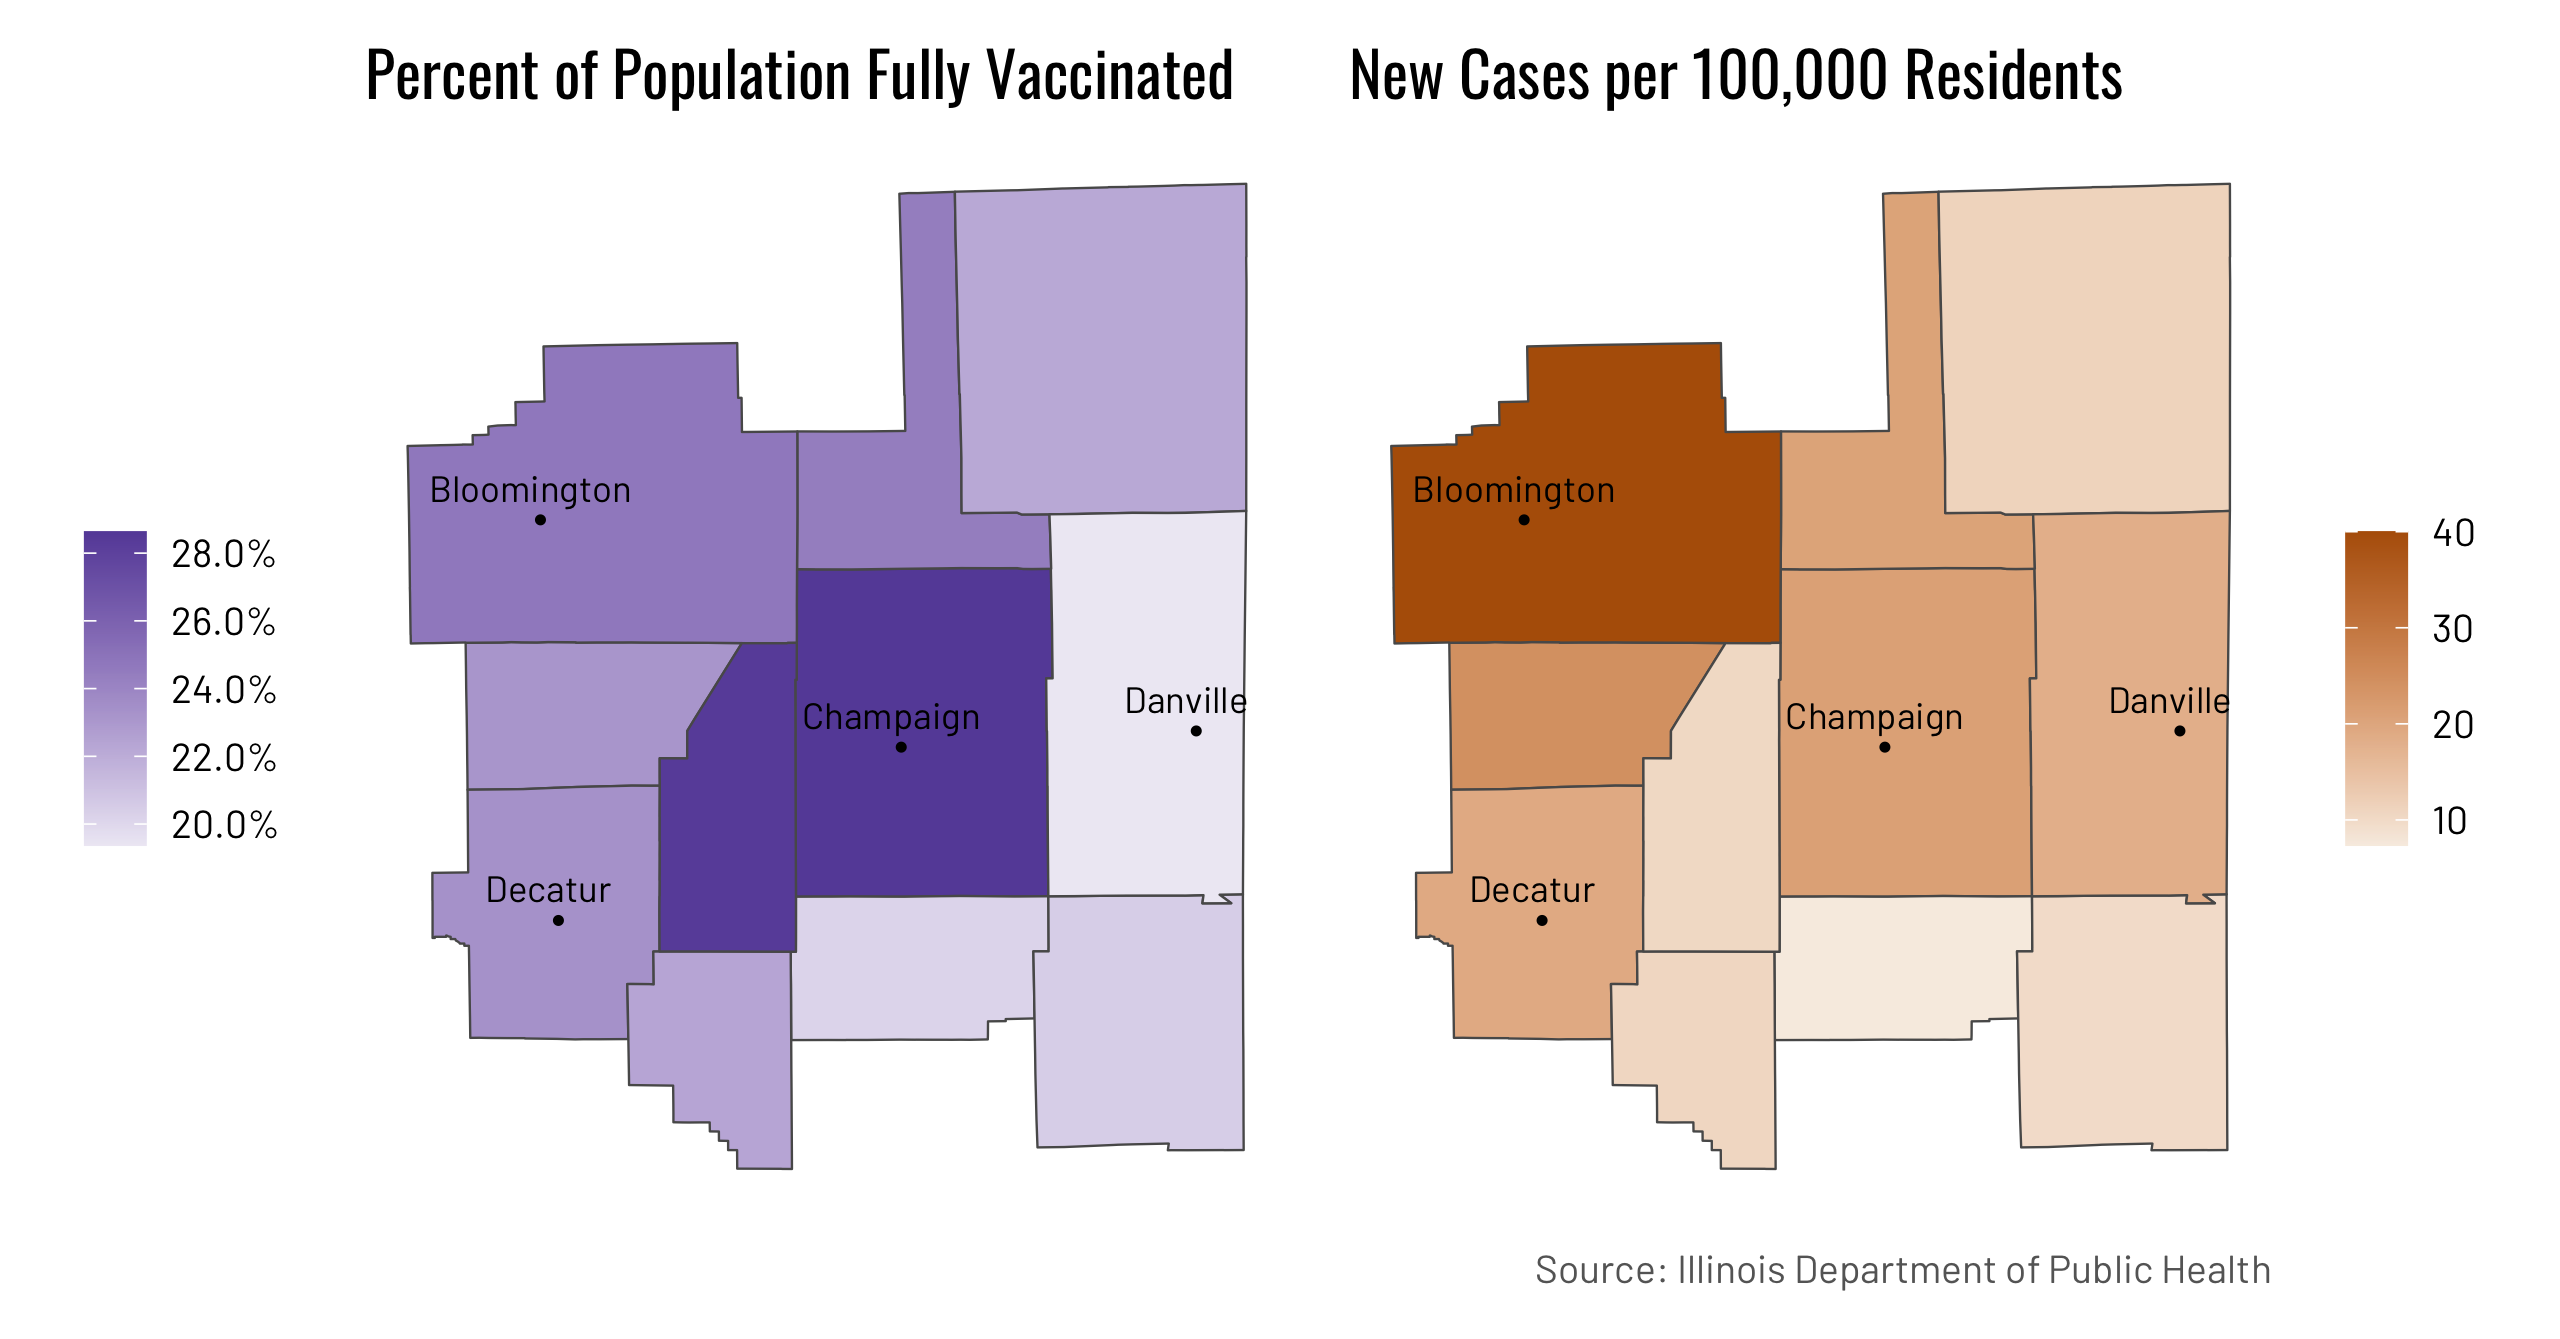 Percent of Population Fully Vaccinated
New Cases per 100,000 Residents
28.0%
26.0%
24.0%
22.0%
20.0%
Bloomington
Champaign
Danville
Decatur
Bloomington
Champaign
Danville
Decatur
40
30
20
10
Source: Illinois Department of Public Health